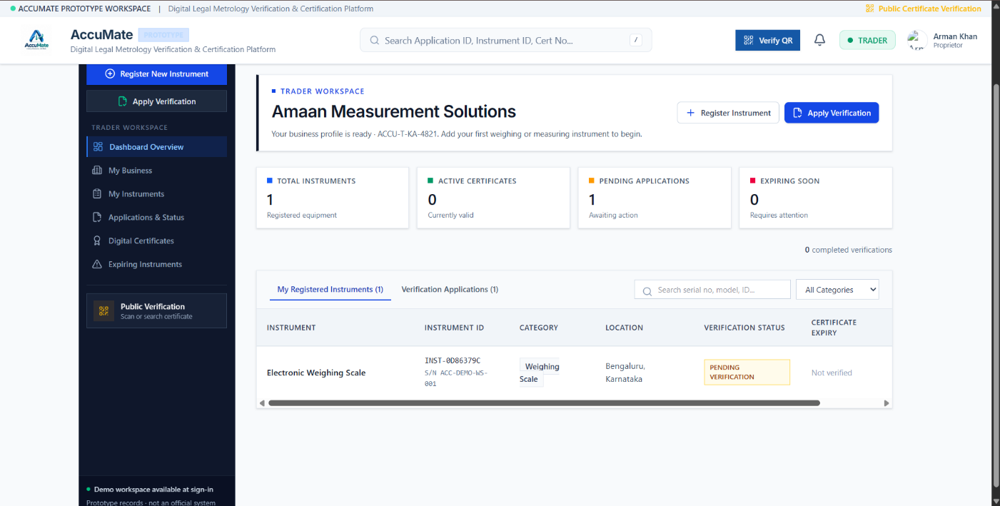 ACCUMATE PROTOTYPE WORKSPACE | Digital Legal Metrology Verification & Certification Platform
Public Certificate Verification
AccuMate
AccuMate PROTOTYPE
Digital Legal Metrology Verification & Certification Platform
Search Application ID, Instrument ID, Cert No...
/
Verify QR
TRADER
Arman Khan
Proprietor
Register New Instrument
Apply Verification
TRADER WORKSPACE
Dashboard Overview
My Business
My Instruments
Applications & Status
Digital Certificates
Expiring Instruments
Public Verification
Scan or search certificate
Demo workspace available at sign-in
Prototype records · not an official system
TRADER WORKSPACE
Amaan Measurement Solutions
Your business profile is ready · ACCU-T-KA-4821. Add your first weighing or measuring instrument to begin.
Register Instrument
Apply Verification
TOTAL INSTRUMENTS
1
Registered equipment
ACTIVE CERTIFICATES
0
Currently valid
PENDING APPLICATIONS
1
Awaiting action
EXPIRING SOON
0
Requires attention
0 completed verifications
My Registered Instruments (1)
Verification Applications (1)
Search serial no, model, ID...
All Categories
INSTRUMENT
INSTRUMENT ID
CATEGORY
LOCATION
VERIFICATION STATUS
CERTIFICATE
EXPIRY
Electronic Weighing Scale
INST-0D86379C
S/N ACC-DEMO-WS-
001
Weighing
Scale
Bengaluru,
Karnataka
PENDING
VERIFICATION
Not verified